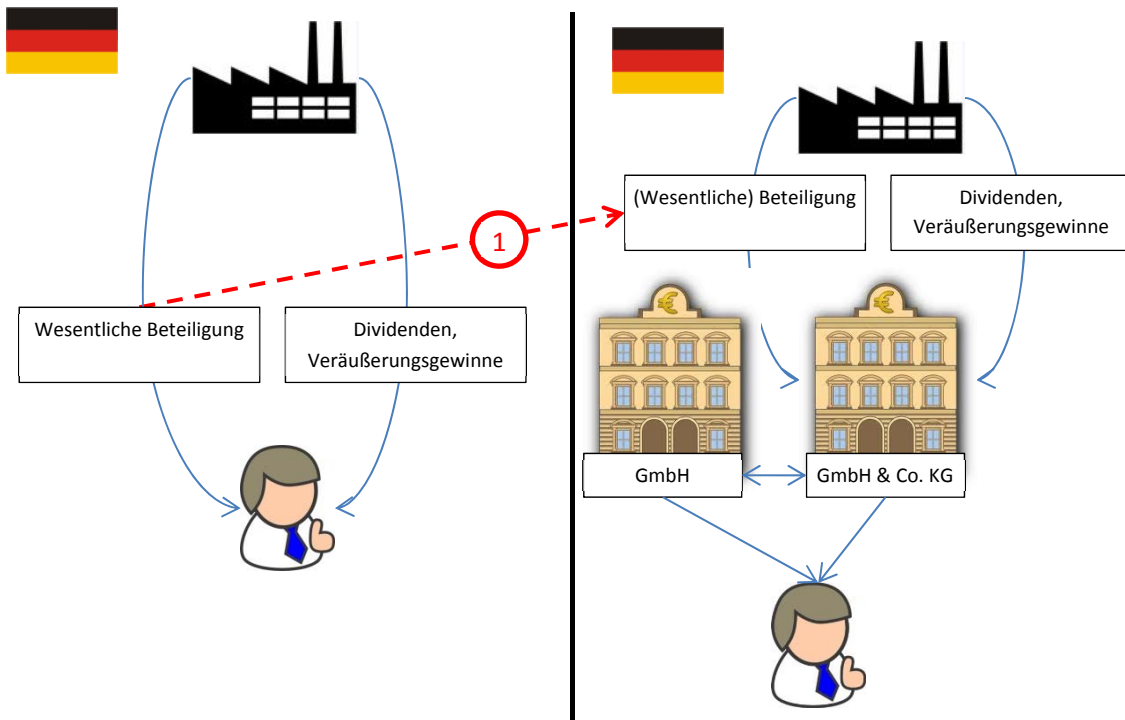 Wesentliche Beteiligung
Dividenden,
Veräußerungsgewinne
1
(Wesentliche) Beteiligung
Dividenden,
Veräußerungsgewinne
€
€
GmbH
GmbH & Co. KG